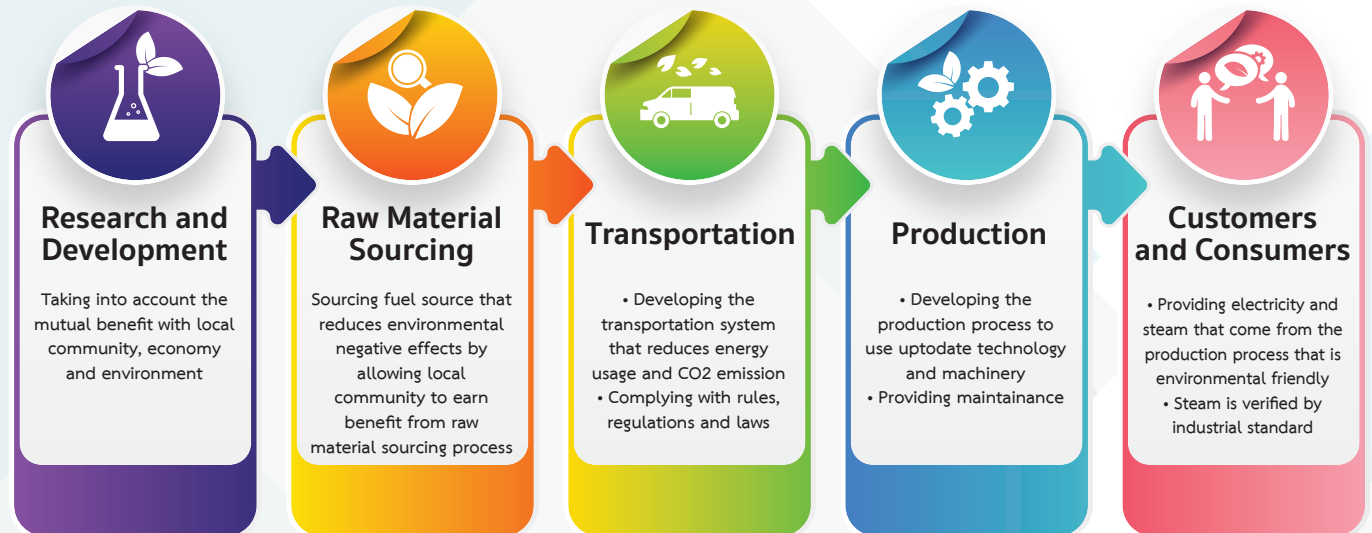 Research and
Development
Taking into account the
mutual benefit with local
community, economy
and environment
Raw Material
Sourcing
Sourcing fuel source that
reduces environmental
negative effects by
allowing local
community to earn
benefit from raw
material sourcing process
Transportation
• Developing the
transportation system
that reduces energy
usage and CO2 emission
• Complying with rules,
regulations and laws
Production
• Developing the
production process to
use uptodate technology
and machinery
• Providing maintainance
Customers
and Consumers
• Providing electricity and
steam that come from the
production process that is
environmental friendly
• Steam is verified by
industrial standard